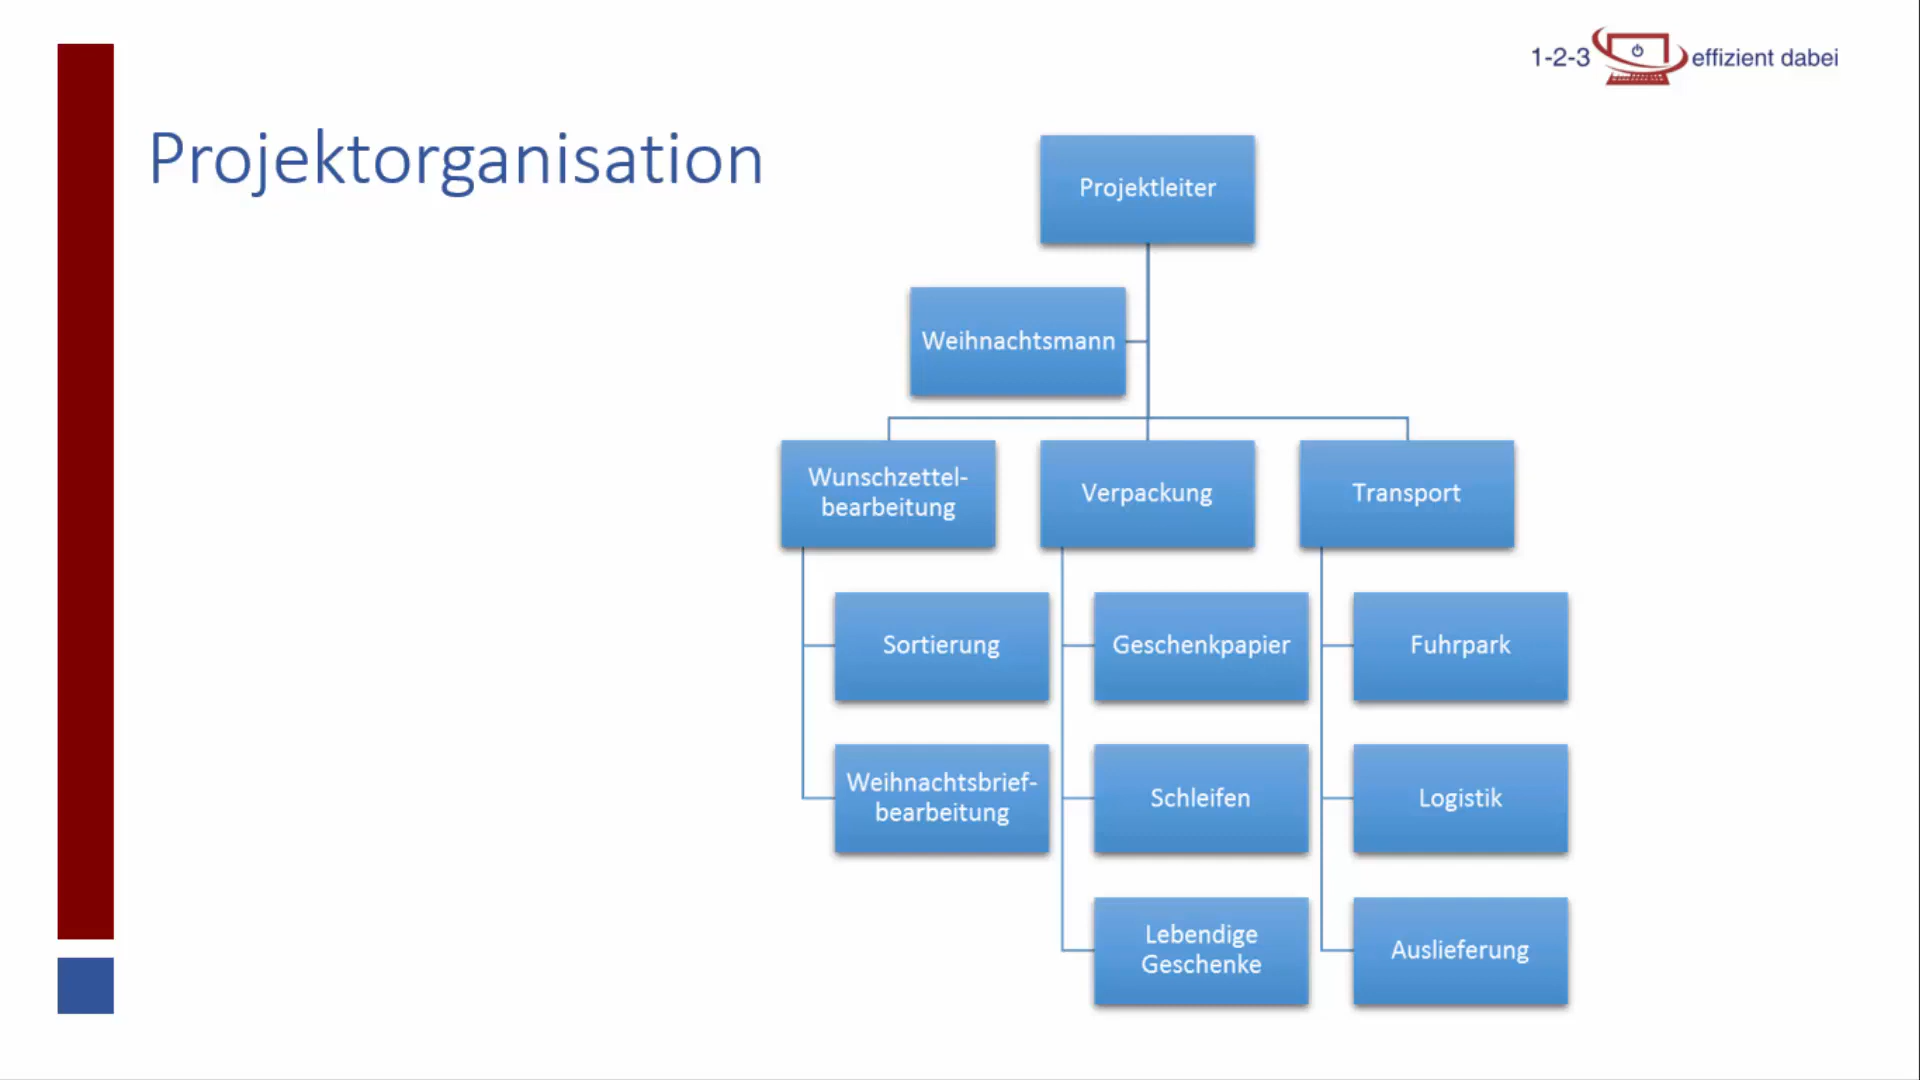 1-2-3 effizient dabei
Projektorganisation
Projektleiter
Weihnachtsmann
Wunschzettel-
bearbeitung
Verpackung
Transport
Sortierung
Geschenkpapier
Fuhrpark
Weihnachtsbrief-
bearbeitung
Schleifen
Logistik
Lebendige
Geschenke
Auslieferung